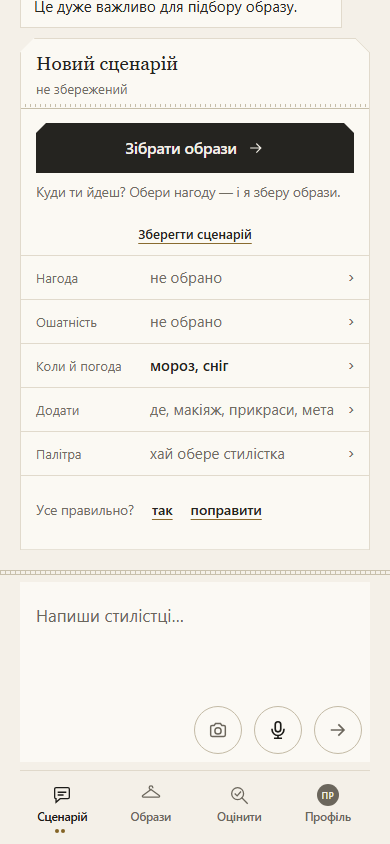 Це дуже важливо для підбору образу.
Новий сценарій
не збережений
Зібрати образи →
Куди ти йдеш? Обери нагоду — і я зберу образи.
Зберегти сценарій
Нагода не обрано ›
Ошатність не обрано ›
Коли й погода мороз, сніг ›
Додати де, макіяж, прикраси, мета ›
Палітра хай обере стилістка ›
Усе правильно? так поправити
Напиши стилістці...
Сценарій Образи Оцінити ПР Профіль